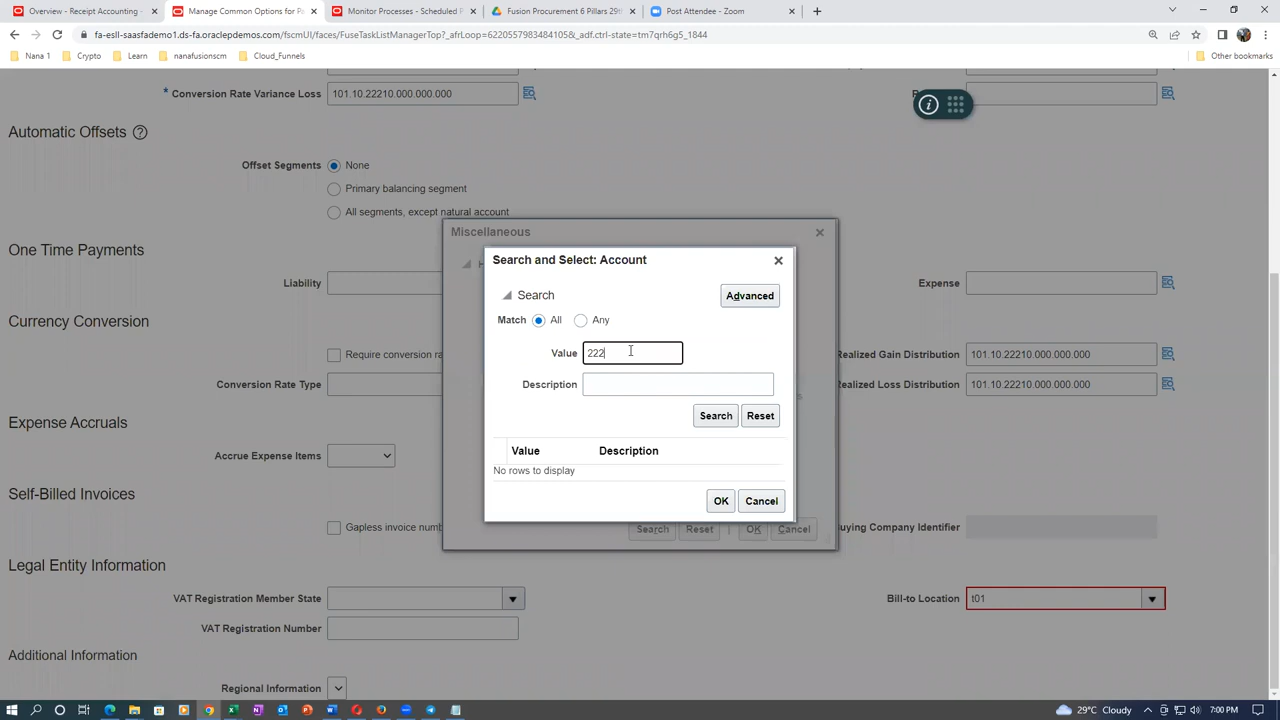 Overview - Receipt Accounting -
Manage Common Options for Pa
Monitor Processes - Scheduled P
Fusion Procurement 6 Pillars 29th
Post Attendee - Zoom
fa-esll-saasfademo1.ds-fa.oraclepdemos.com/fscmUI/faces/FuseTaskListManagerTop?_afrLoop=62205579834841058_adf.ctrl-state=tm7qrh6g5_1844
Nana 1
Crypto
Learn
nanafusionscm
Cloud_Funnels
Other bookmarks
* Conversion Rate Variance Loss 101.10.22210.000.000.000
Automatic Offsets
Offset Segments None
Primary balancing segment
All segments, except natural account
Miscellaneous
Search and Select: Account
One Time Payments
Search Advanced
Liability Expense
Match All Any
Currency Conversion
Value 222
Require conversion ra Realized Gain Distribution 101.10.22210.000.000.000
Conversion Rate Type Description Realized Loss Distribution 101.10.22210.000.000.000
Search Reset
Expense Accruals
Value Description
Accrue Expense Items
No rows to display
Self-Billed Invoices
OK Cancel
Gapless invoice numb Search Reset OK Cancel Buying Company Identifier
Legal Entity Information
VAT Registration Member State Bill-to Location t01
VAT Registration Number
Additional Information
Regional Information
29°C Cloudy 7:00 PM